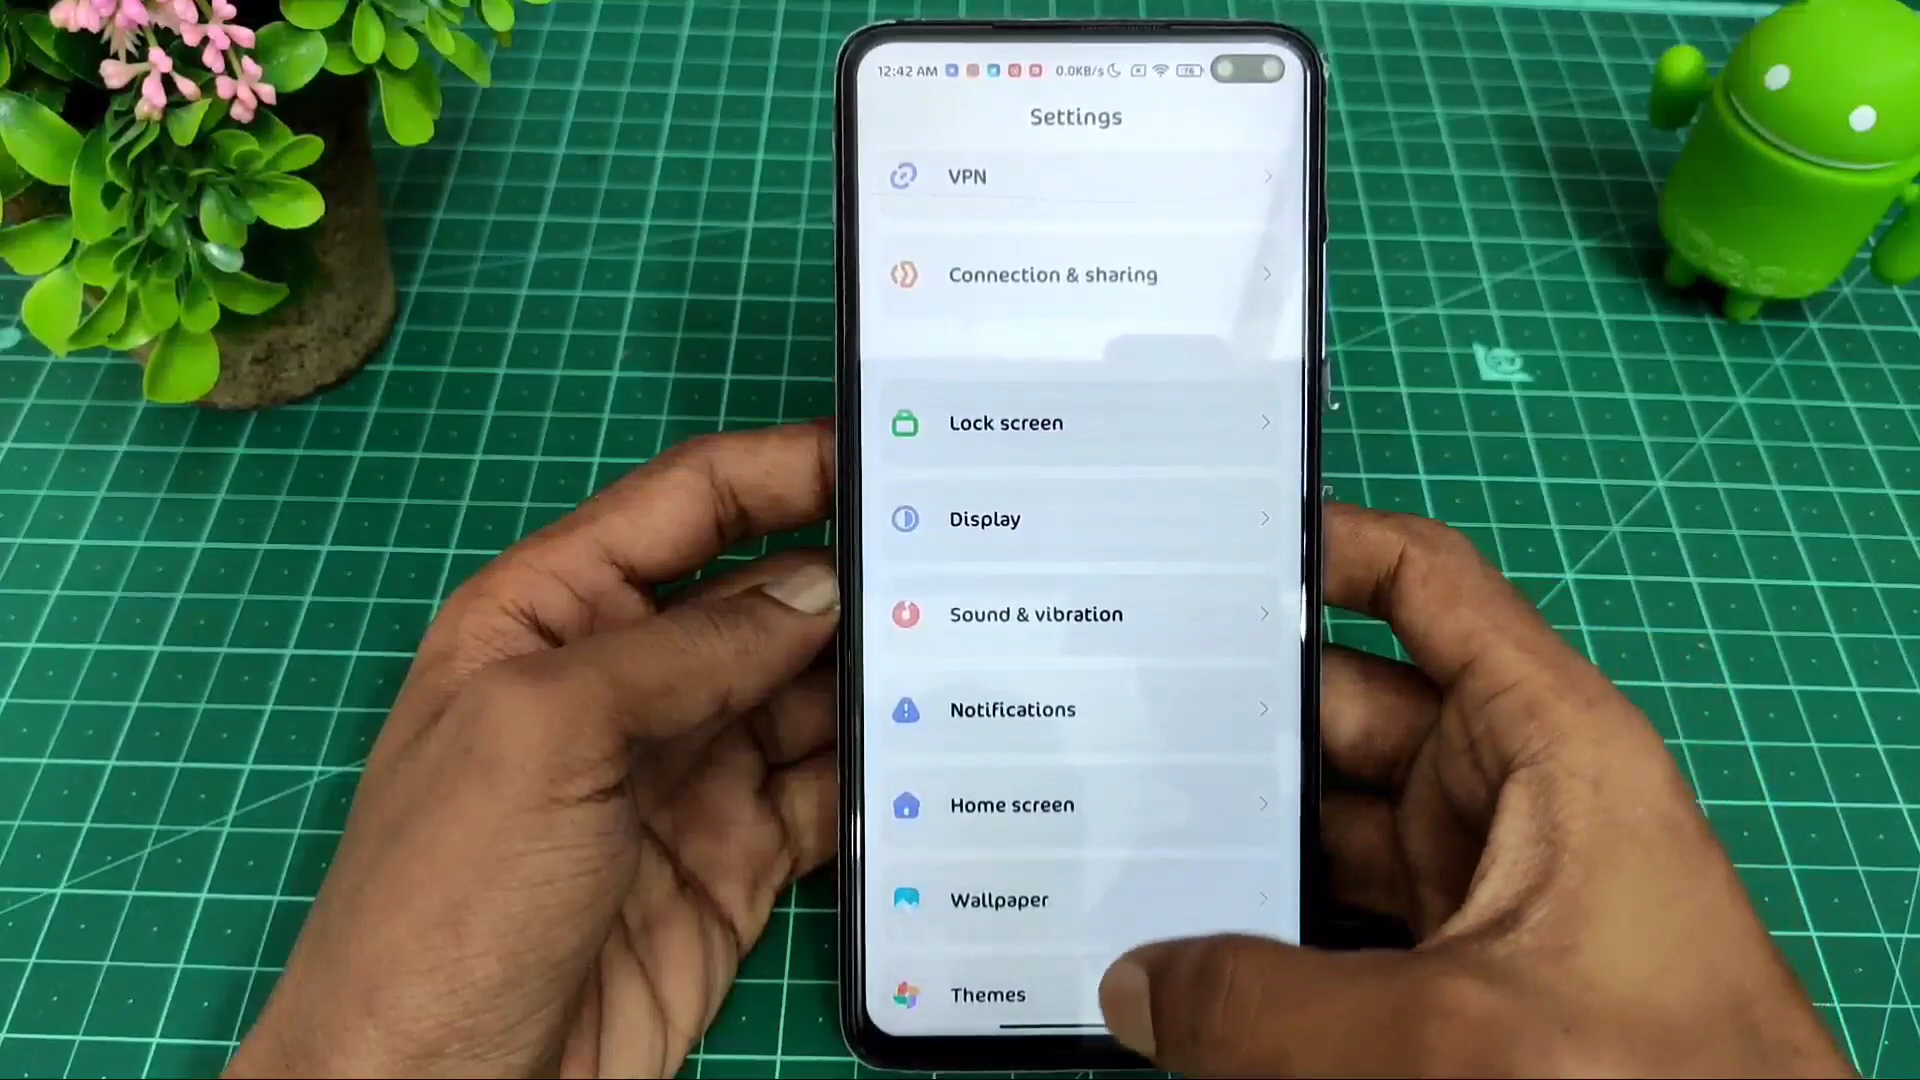 12:42 AM 0.0KB/s 76
Settings
VPN
Connection & sharing
Lock screen
Display
Sound & vibration
Notifications
Home screen
Wallpaper
Themes